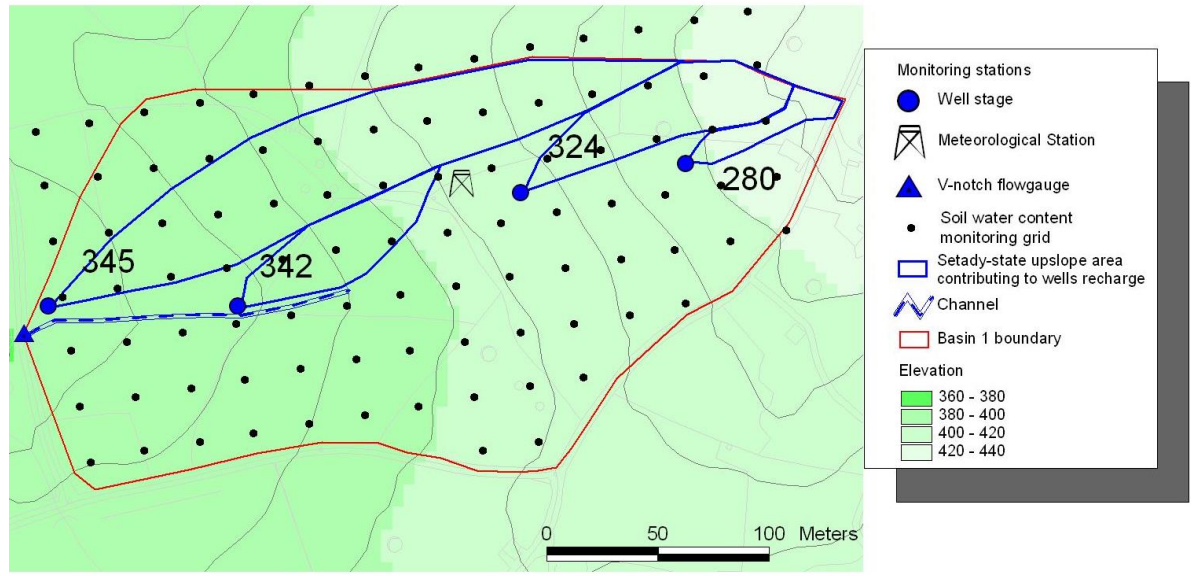 345
342
324
280
0 50 100 Meters
Monitoring stations
Well stage
Meteorological Station
V-notch flowgauge
Soil water content
monitoring grid
Setady-state upslope area
contributing to wells recharge
Channel
Basin 1 boundary
Elevation
360 - 380
380 - 400
400 - 420
420 - 440